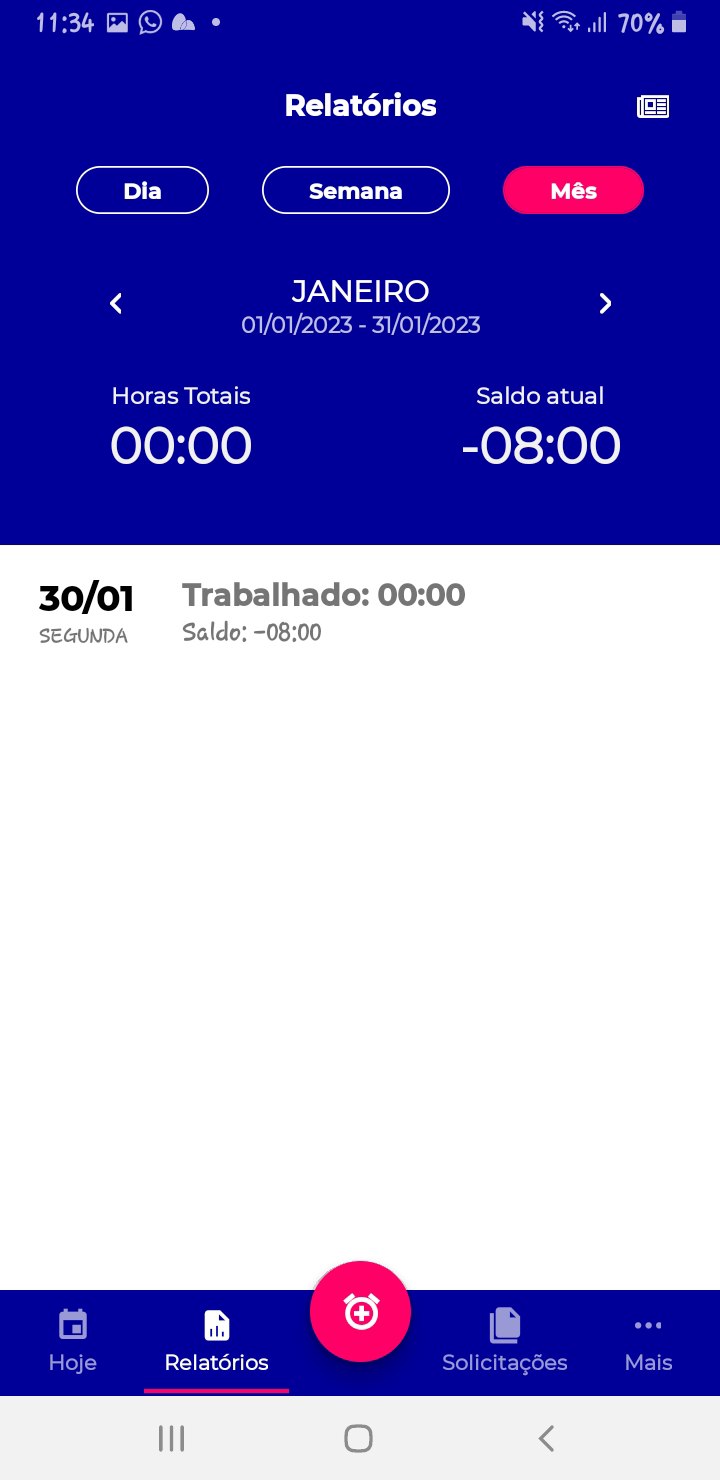 11:34
70%
Relatórios
Dia
Semana
Mês
JANEIRO
01/01/2023 - 31/01/2023
Horas Totais
Saldo atual
00:00
-08:00
30/01
Trabalhado: 00:00
SEGUNDA
Saldo: -08:00
Hoje
Relatórios
Solicitações
Mais